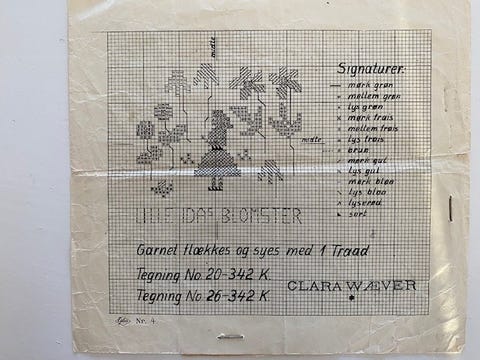 midte
Signaturer:
mørk grøn
mellem grøn
lys grøn
mørk frais
mellem frais
lys frais
brun
mørk gul
lys gul
mørk blaa
lys blaa
lyserød
sort
midte
LILLE IDAS BLOMSTER
Garnet flækkes og syes med 1 Traad
Tegning No. 20-342 K.
Tegning No. 26-342 K.
CLARA WÆVER
Nr. 4.